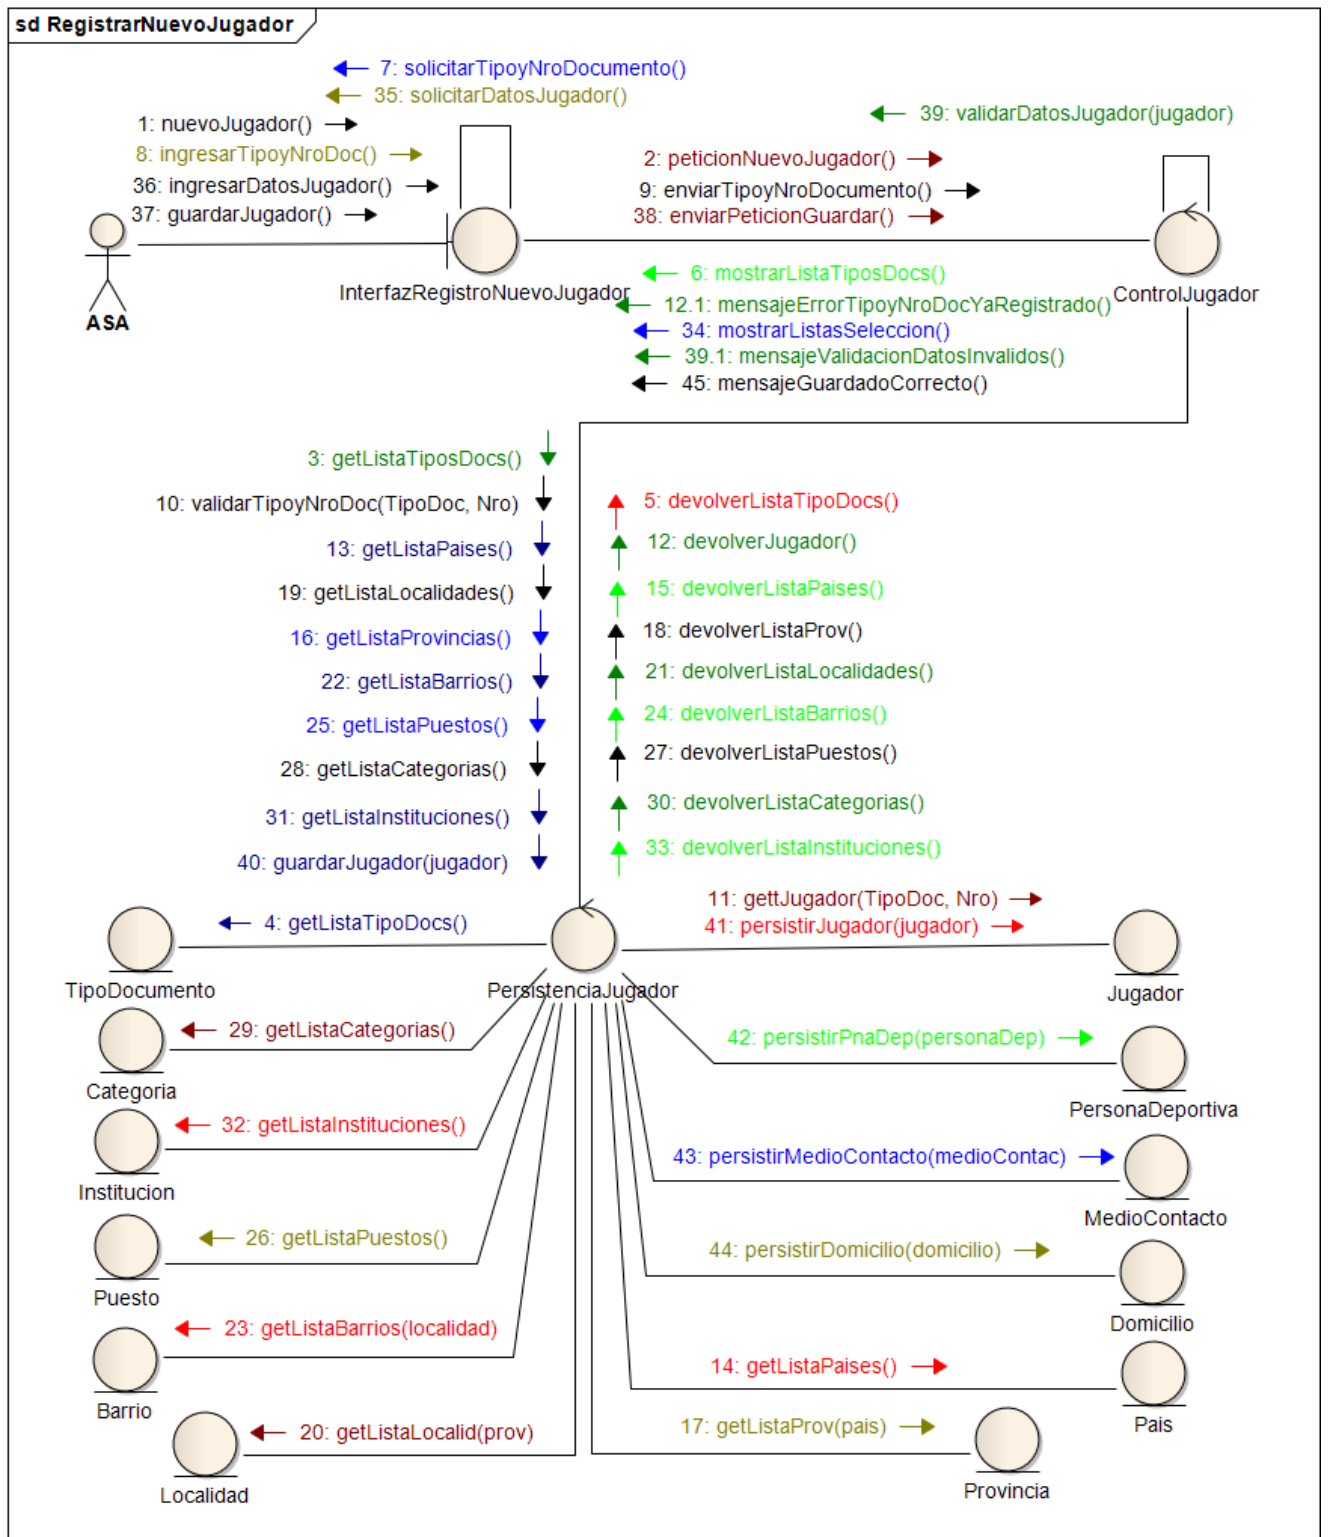 sd RegistrarNuevoJugador
7: solicitarTipoyNroDocumento()
35: solicitarDatosJugador()
39: validarDatosJugador(jugador)
1: nuevoJugador()
8: ingresarTipoyNroDoc()
36: ingresarDatosJugador()
37: guardarJugador()
2: peticionNuevoJugador()
9: enviarTipoyNroDocumento()
38: enviarPeticionGuardar()
ASA
InterfazRegistroNuevoJugador
ControlJugador
6: mostrarListaTiposDocs()
12.1: mensajeErrorTipoyNroDocYaRegistrado()
34: mostrarListasSeleccion()
39.1: mensajeValidacionDatosInvalidos()
45: mensajeGuardadoCorrecto()
3: getListaTiposDocs()
10: validarTipoyNroDoc(TipoDoc, Nro)
13: getListaPaises()
19: getListaLocalidades()
16: getListaProvincias()
22: getListaBarrios()
25: getListaPuestos()
28: getListaCategorias()
31: getListaInstituciones()
40: guardarJugador(jugador)
5: devolverListaTipoDocs()
12: devolverJugador()
15: devolverListaPaises()
18: devolverListaProv()
21: devolverListaLocalidades()
24: devolverListaBarrios()
27: devolverListaPuestos()
30: devolverListaCategorias()
33: devolverListaInstituciones()
11: gettJugador(TipoDoc, Nro)
41: persistirJugador(jugador)
4: getListaTipoDocs()
TipoDocumento
PersistenciaJugador
Jugador
29: getListaCategorias()
Categoria
42: persistirPnaDep(personaDep)
PersonaDeportiva
32: getListaInstituciones()
Institucion
43: persistirMedioContacto(medioContac)
MedioContacto
26: getListaPuestos()
Puesto
44: persistirDomicilio(domicilio)
Domicilio
23: getListaBarrios(localidad)
Barrio
14: getListaPaises()
Pais
20: getListaLocalid(prov)
Localidad
17: getListaProv(pais)
Provincia